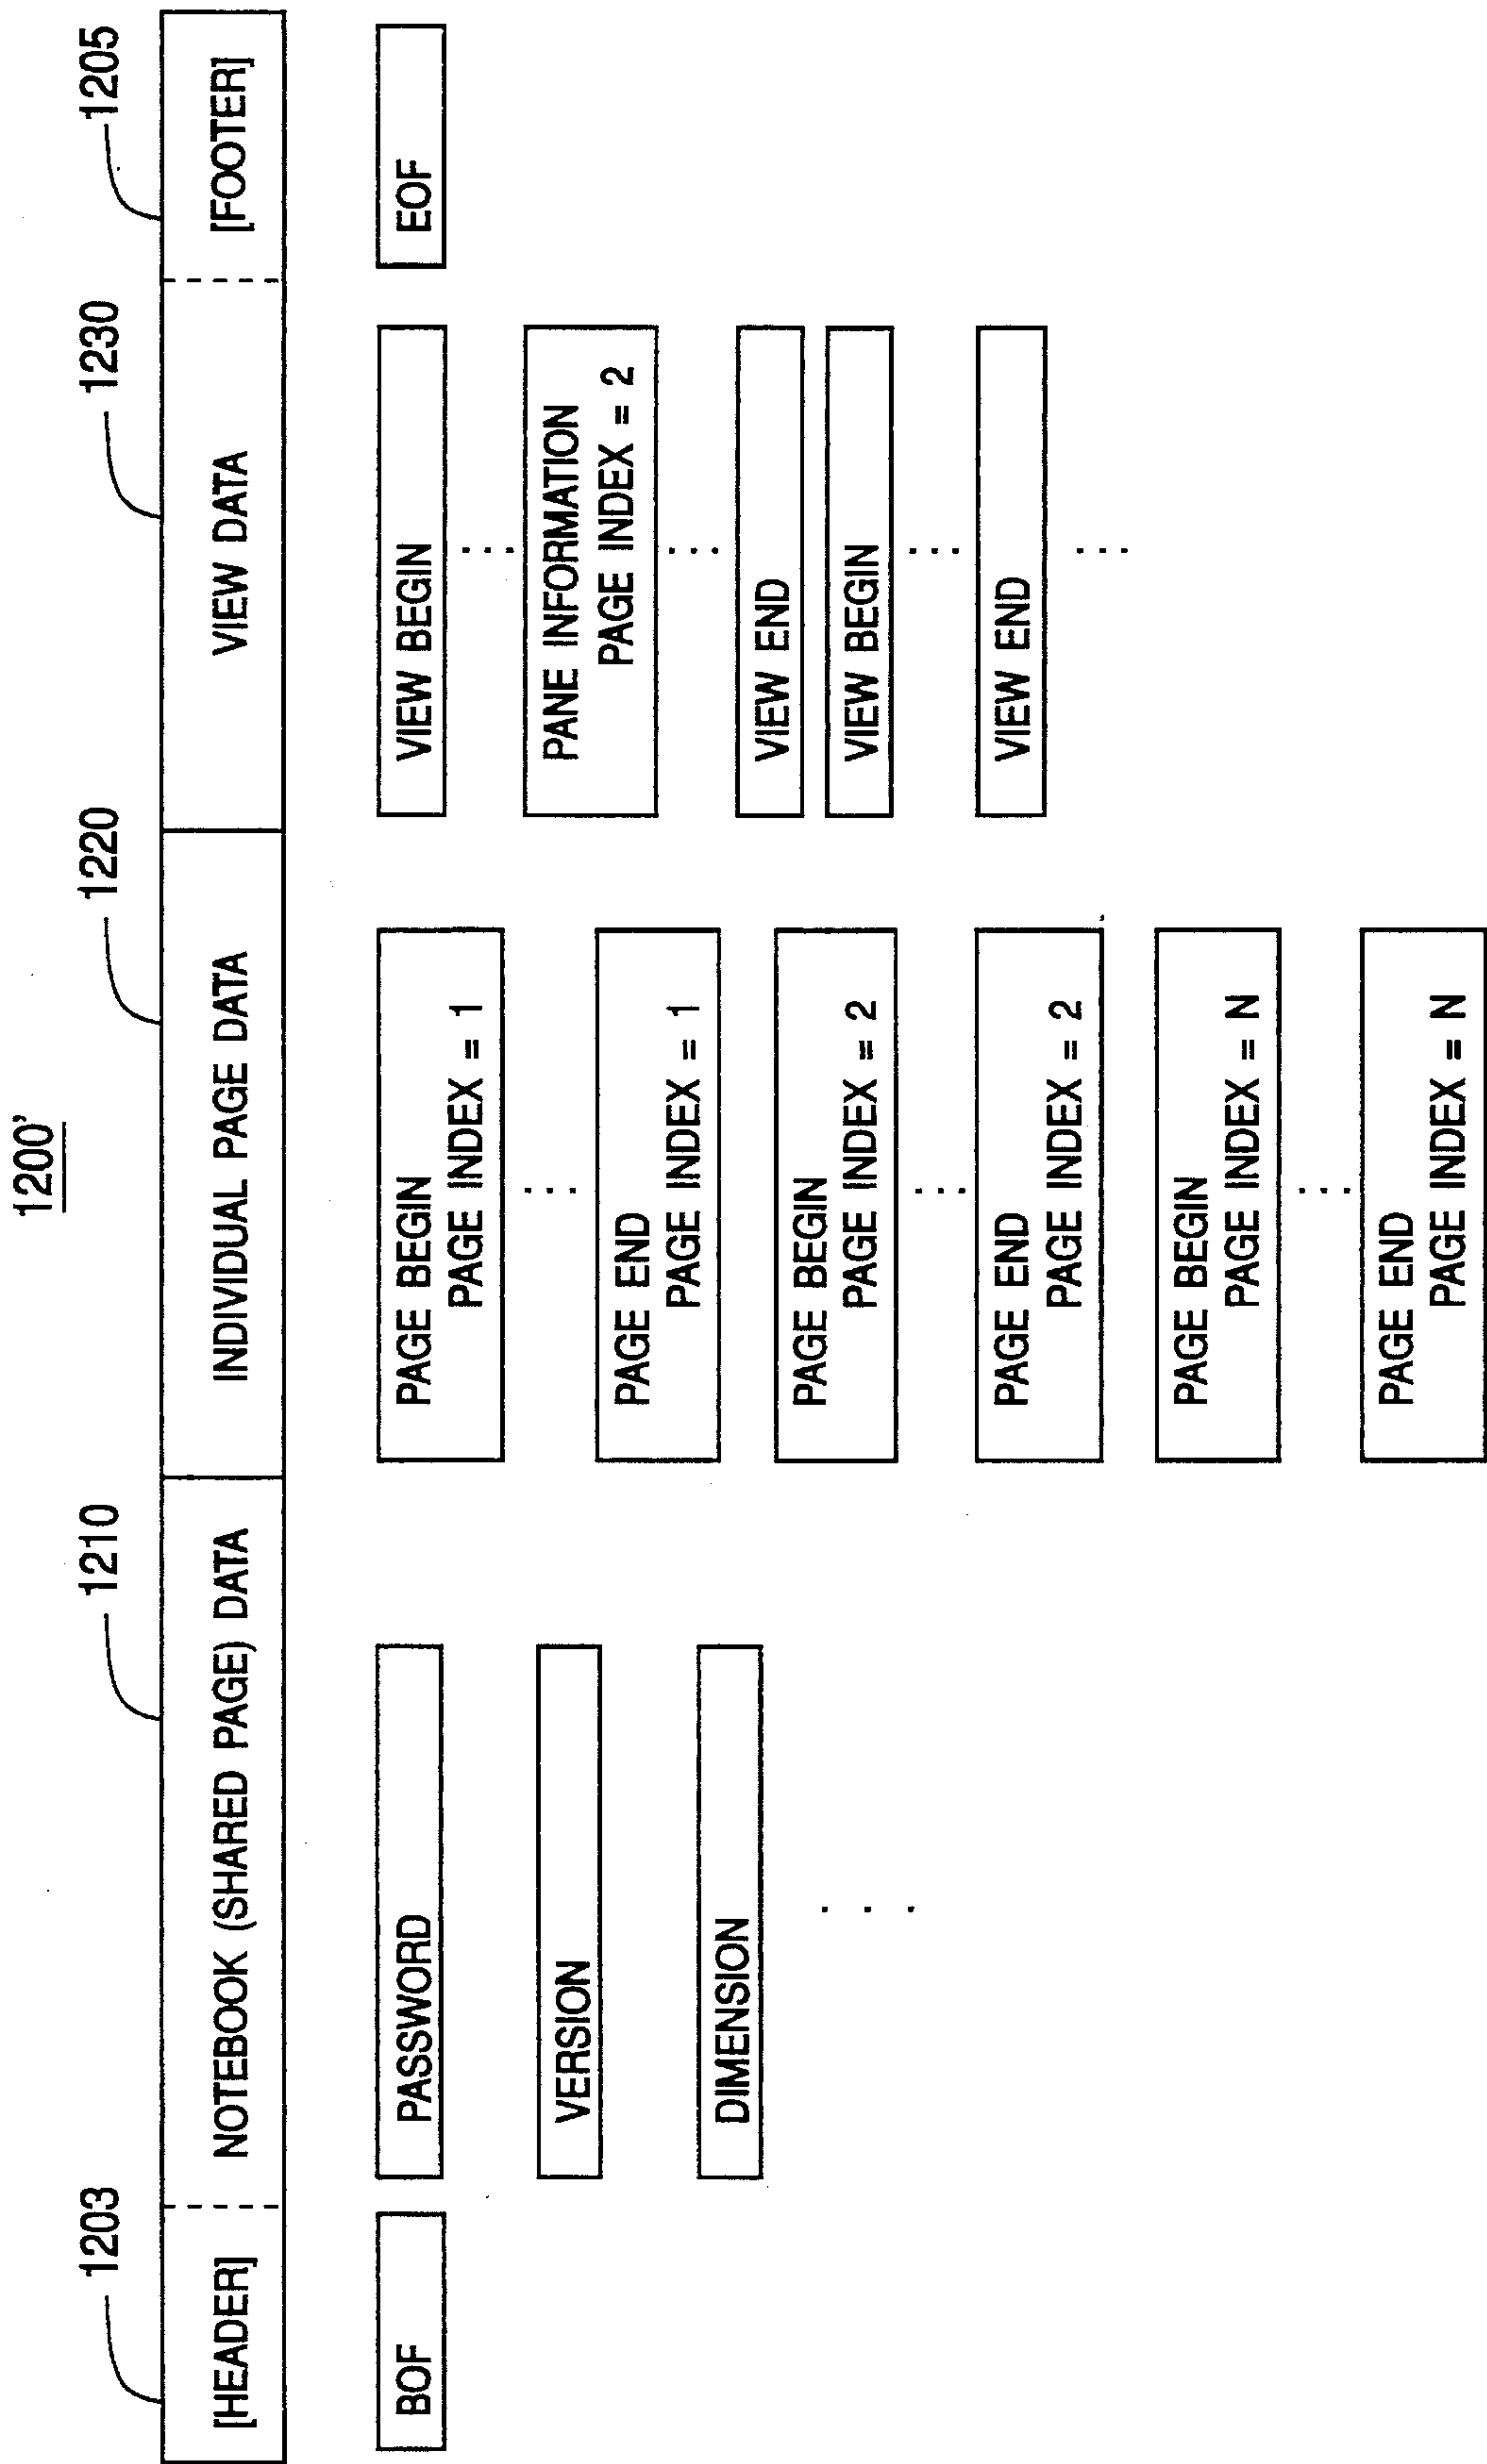 1200'
1203
1210
1220
1230
1205
[HEADER]
NOTEBOOK (SHARED PAGE) DATA
INDIVIDUAL PAGE DATA
VIEW DATA
[FOOTER]
BOF
PASSWORD
VERSION
DIMENSION
. . .
PAGE BEGIN
PAGE INDEX = 1
...
PAGE END
PAGE INDEX = 1
PAGE BEGIN
PAGE INDEX = 2
...
PAGE END
PAGE INDEX = 2
PAGE BEGIN
PAGE INDEX = N
...
PAGE END
PAGE INDEX = N
VIEW BEGIN
...
PANE INFORMATION
PAGE INDEX = 2
...
VIEW END
VIEW BEGIN
...
VIEW END
...
EOF